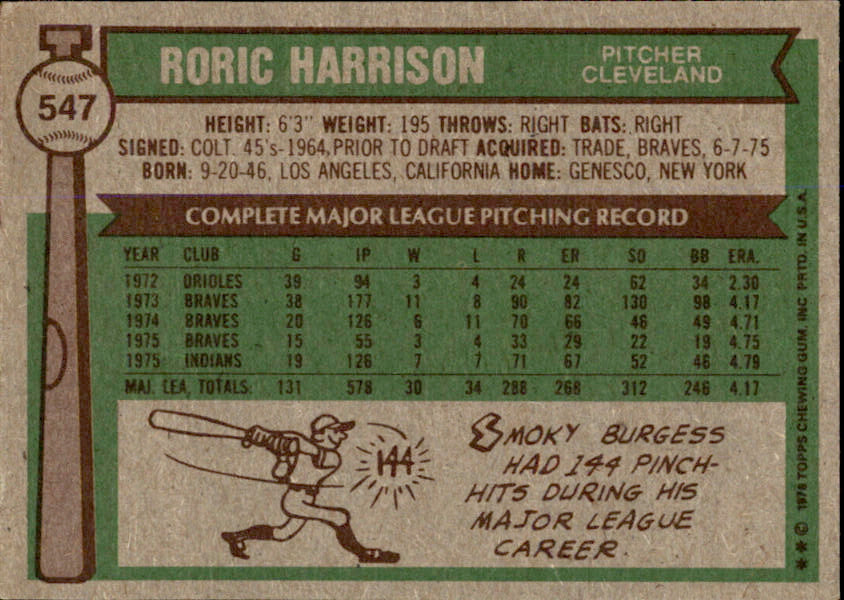 547
RORIC HARRISON
PITCHER
CLEVELAND
HEIGHT: 6'3" WEIGHT: 195 THROWS: RIGHT BATS: RIGHT
SIGNED: COLT. 45's-1964, PRIOR TO DRAFT ACQUIRED: TRADE, BRAVES, 6-7-75
BORN: 9-20-46, LOS ANGELES, CALIFORNIA HOME: GENESCO, NEW YORK
COMPLETE MAJOR LEAGUE PITCHING RECORD
YEAR CLUB G IP W L R ER SO BB ERA.
1972 ORIOLES 39 94 3 4 24 24 62 34 2.30
1973 BRAVES 38 177 11 8 90 82 130 98 4.17
1974 BRAVES 20 126 6 11 70 66 46 49 4.71
1975 BRAVES 15 55 3 4 33 29 22 19 4.75
1975 INDIANS 19 126 7 7 71 67 52 46 4.79
MAJ. LEA. TOTALS: 131 578 30 34 288 268 312 246 4.17
144
SMOKY BURGESS
HAD 144 PINCH-
HITS DURING HIS
MAJOR LEAGUE
CAREER.
** © 1976 TOPPS CHEWING GUM, INC. PRTD. IN U.S.A.